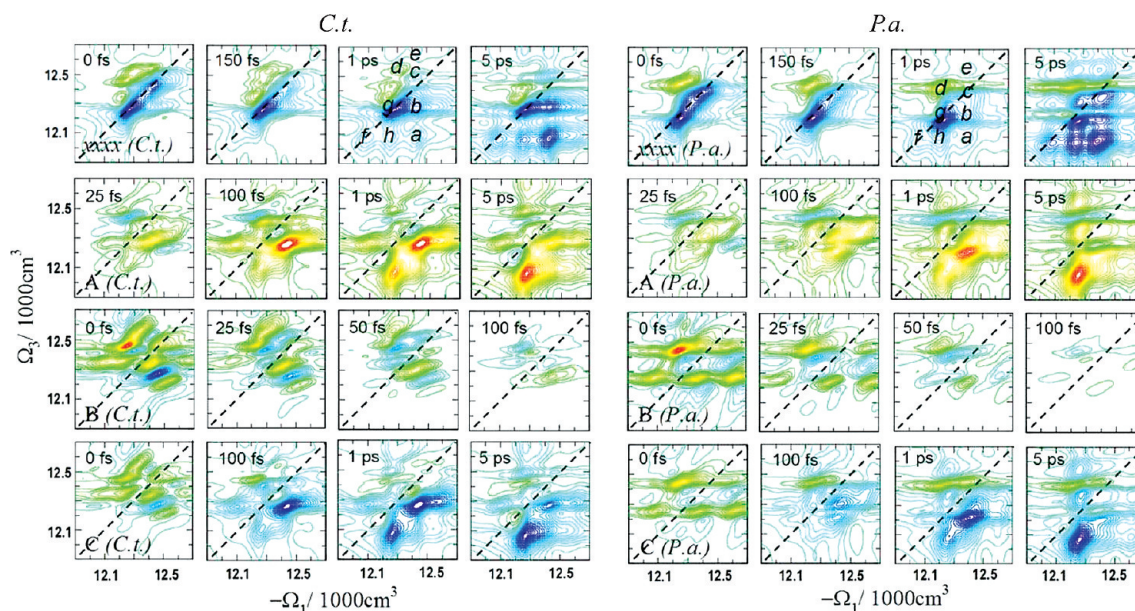 C.t. P.a.
0 fs 150 fs 1 ps 5 ps 0 fs 150 fs 1 ps 5 ps
e d c g b f h a
e d c g b f h a
12.5
12.1
xxxx (C.t.) xxxx (P.a.)
25 fs 100 fs 1 ps 5 ps 25 fs 100 fs 1 ps 5 ps
12.5
12.1
A (C.t.) A (P.a.)
Ω3/ 1000cm3
0 fs 25 fs 50 fs 100 fs 0 fs 25 fs 50 fs 100 fs
12.5
12.1
B (C.t.) B (P.a.)
0 fs 100 fs 1 ps 5 ps 0 fs 100 fs 1 ps 5 ps
12.5
12.1
C (C.t.) C (P.a.)
12.1 12.5 12.1 12.5 12.1 12.5 12.1 12.5 12.1 12.5 12.1 12.5 12.1 12.5 12.1 12.5
−Ω1/ 1000cm3 −Ω1/ 1000cm3